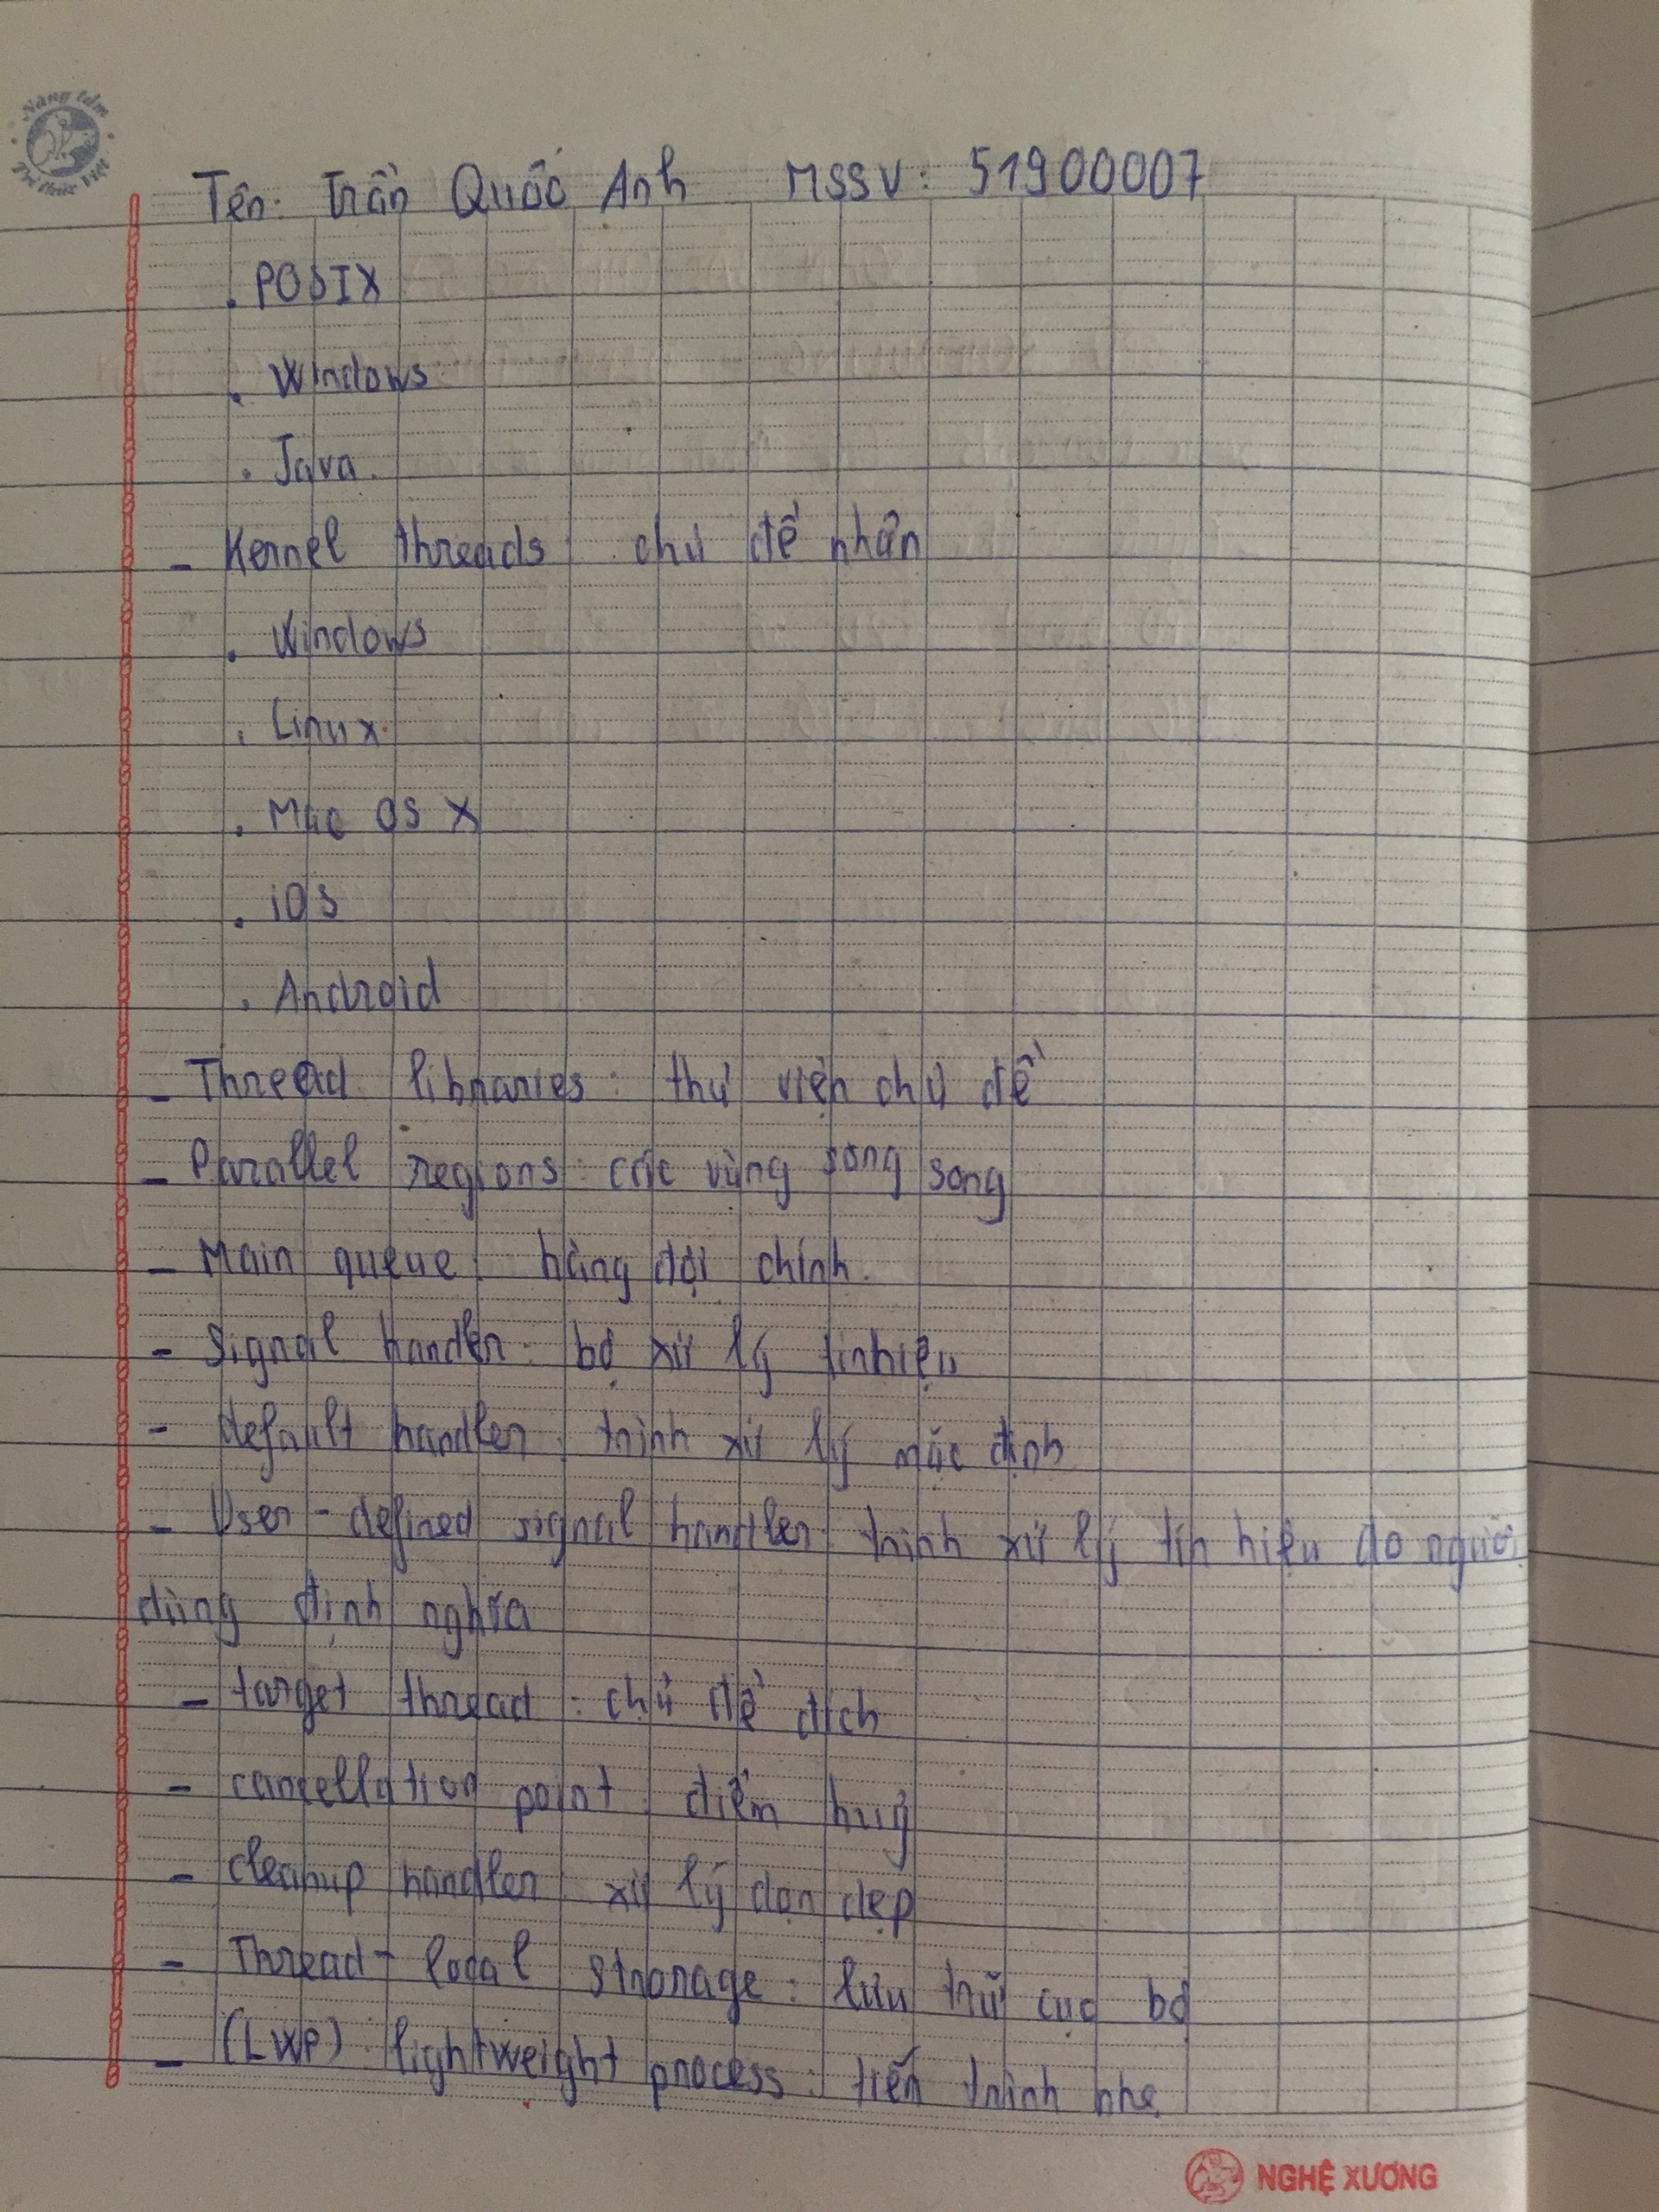 Nâng tầm
Tri thức Việt
Tên: Trần Quốc Anh MSSV: 51900007
. POSIX
. Windows
. Java.
- Kernel threads: chủ đề nhân
. Windows
. Linux.
. Mac OS X
. iOS
. Android
- Thread libraries: thư viện chủ đề
- Parallel regions: các vùng song song
- Main queue: hàng đợi chính.
- Signal handler: bộ xử lý tín hiệu
- default handler: trình xử lý mặc định
- User-defined signal handler: trình xử lý tín hiệu do người
dùng định nghĩa
- target thread: chủ đề đích
- cancellation point: điểm huỷ
- cleanup handler: xử lý dọn dẹp
- Thread-local strorage: lưu trữ cục bộ
- (LWP) lightweight process: tiến trình nhẹ
NGHỆ XƯƠNG